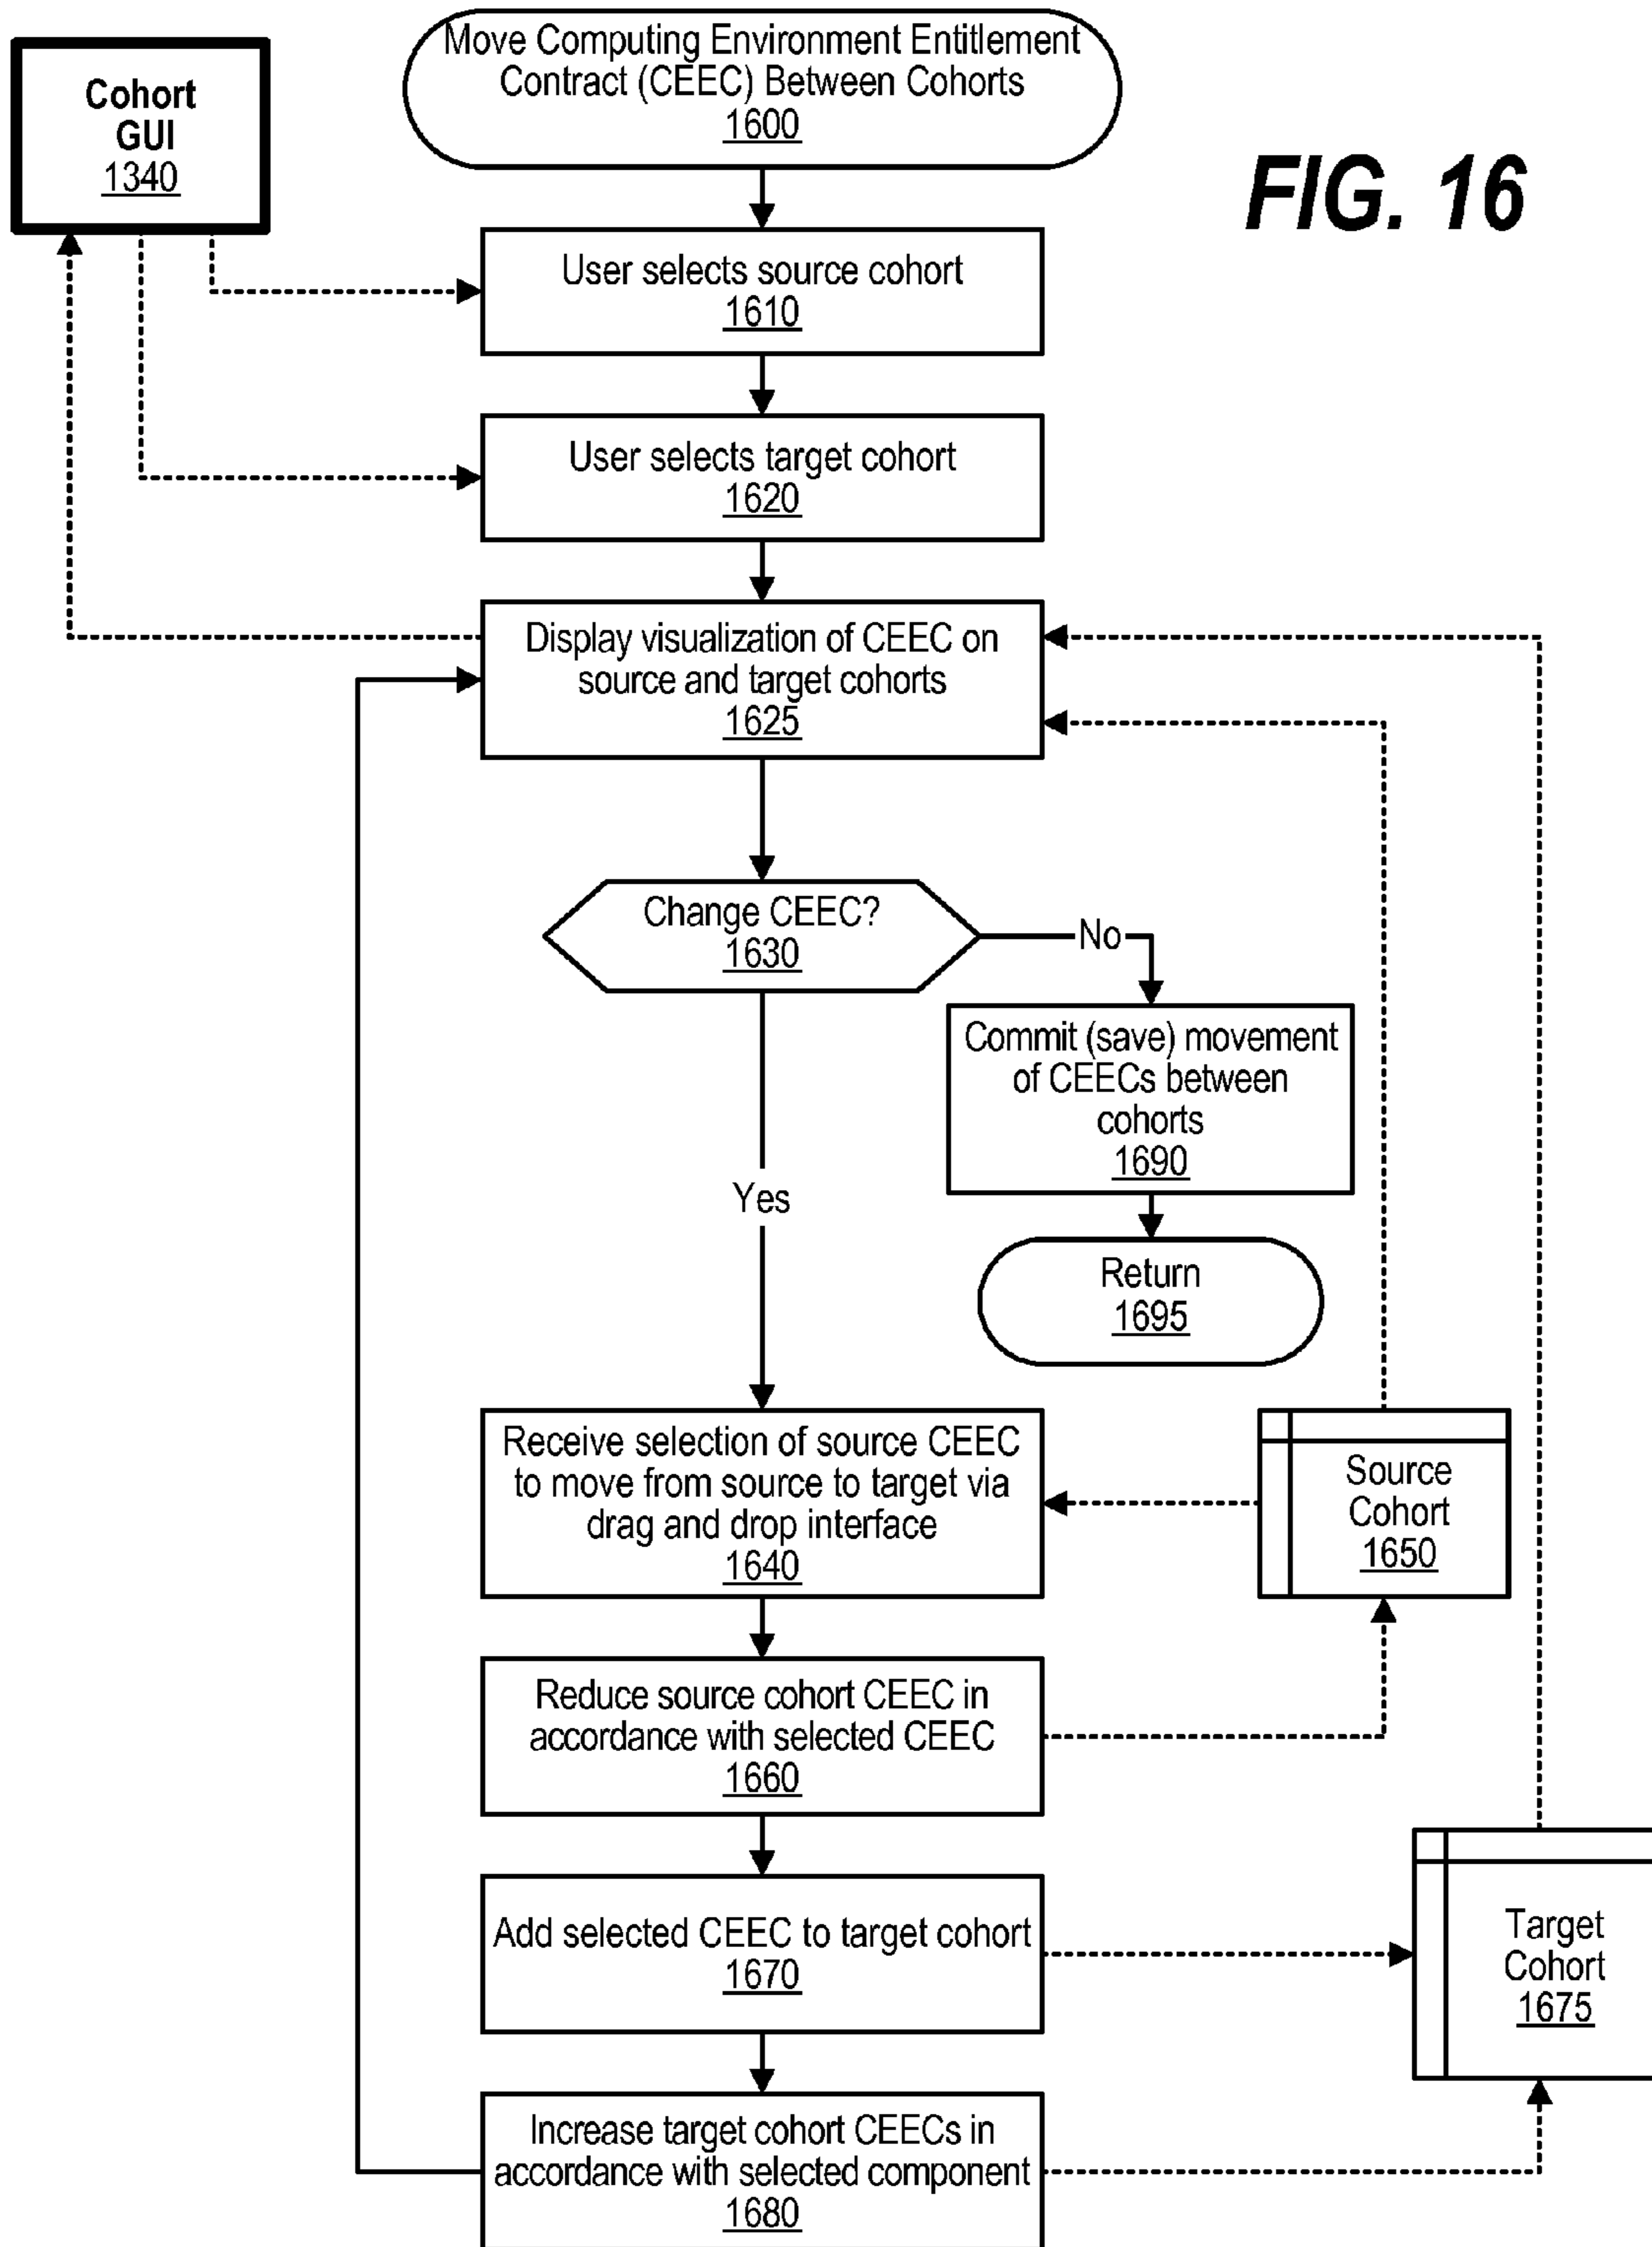 Move Computing Environment Entitlement
Contract (CEEC) Between Cohorts
1600
Cohort
GUI
1340
FIG. 16
User selects source cohort
1610
User selects target cohort
1620
Display visualization of CEEC on
source and target cohorts
1625
Change CEEC?
1630
No
Commit (save) movement
of CEECs between
cohorts
1690
Yes
Return
1695
Receive selection of source CEEC
to move from source to target via
drag and drop interface
1640
Source
Cohort
1650
Reduce source cohort CEEC in
accordance with selected CEEC
1660
Add selected CEEC to target cohort
1670
Target
Cohort
1675
Increase target cohort CEECs in
accordance with selected component
1680